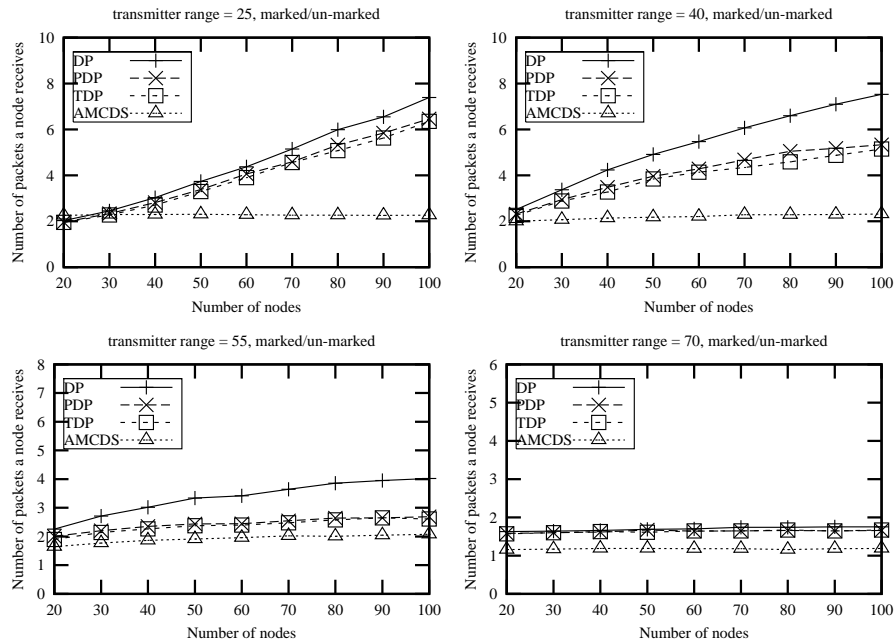 transmitter range = 25, marked/un-marked
Number of packets a node receives
10
8
6
4
2
0
DP
PDP
TDP
AMCDS
20 30 40 50 60 70 80 90 100
Number of nodes
transmitter range = 40, marked/un-marked
Number of packets a node receives
10
8
6
4
2
0
DP
PDP
TDP
AMCDS
20 30 40 50 60 70 80 90 100
Number of nodes
transmitter range = 55, marked/un-marked
Number of packets a node receives
8
7
6
5
4
3
2
1
0
DP
PDP
TDP
AMCDS
20 30 40 50 60 70 80 90 100
Number of nodes
transmitter range = 70, marked/un-marked
Number of packets a node receives
6
5
4
3
2
1
0
DP
PDP
TDP
AMCDS
20 30 40 50 60 70 80 90 100
Number of nodes